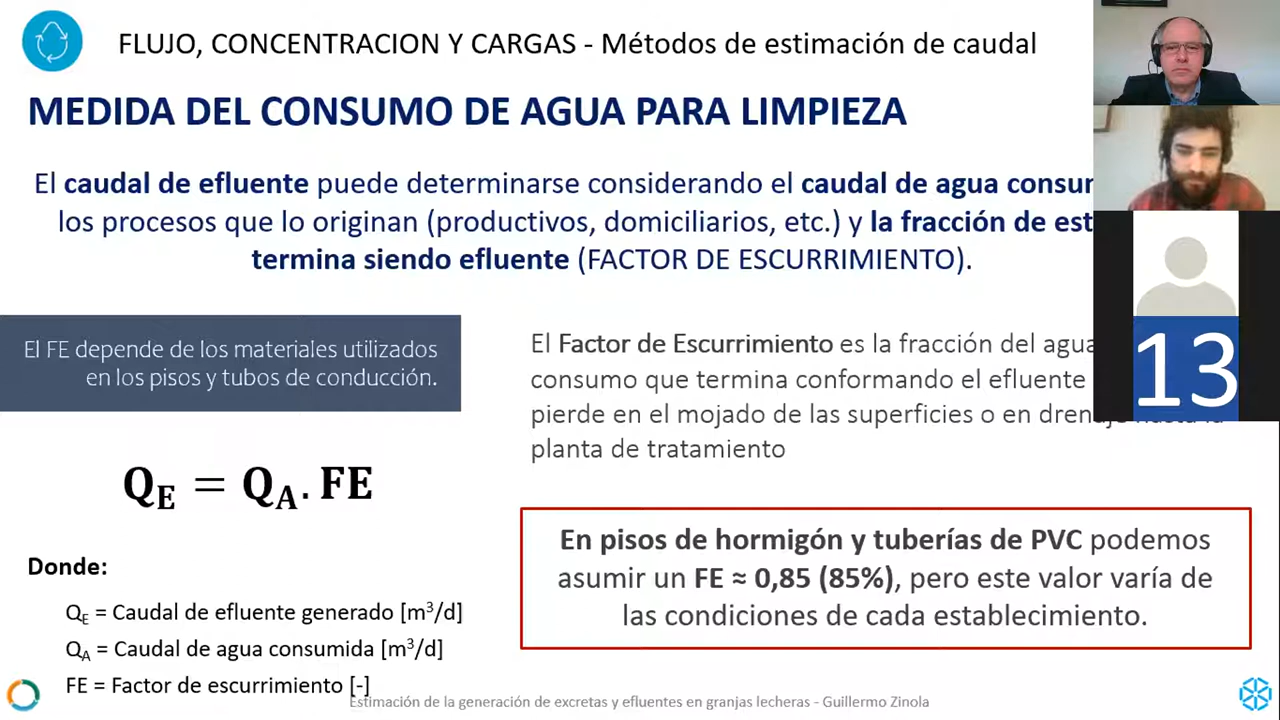 FLUJO, CONCENTRACION Y CARGAS - Métodos de estimación de caudal
MEDIDA DEL CONSUMO DE AGUA PARA LIMPIEZA
El caudal de efluente puede determinarse considerando el caudal de agua
los procesos que lo originan (productivos, domiciliarios, etc.) y la fracción de
termina siendo efluente (FACTOR DE ESCURRIMIENTO).
El FE depende de los materiales utilizados
en los pisos y tubos de conducción.
El Factor de Escurrimiento es la fracción del agua
consumo que termina conformando el efluente
pierde en el mojado de las superficies o en
planta de tratamiento
13
Q_E = Q_A . FE
En pisos de hormigón y tuberías de PVC podemos
asumir un FE ≈ 0,85 (85%), pero este valor varía de
las condiciones de cada establecimiento.
Donde:
Q_E = Caudal de efluente generado [m³/d]
Q_A = Caudal de agua consumida [m³/d]
FE = Factor de escurrimiento [-]
Estimación de la generación de excretas y efluentes en granjas lecheras - Guillermo Zinola